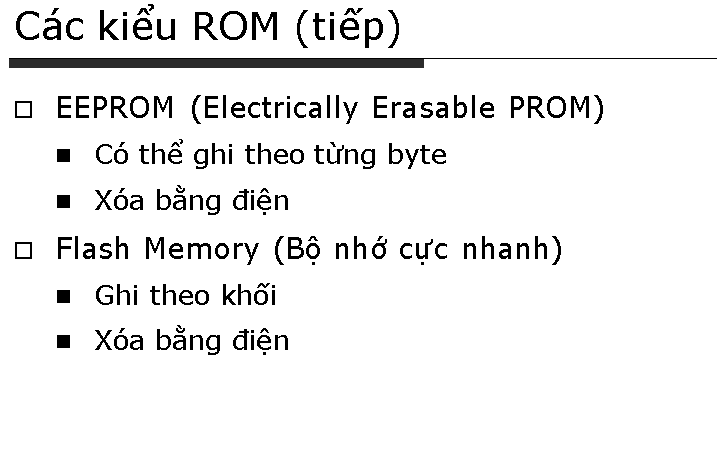 Các kiểu ROM (tiếp)
EEPROM (Electrically Erasable PROM)
Có thể ghi theo từng byte
Xóa bằng điện
Flash Memory (Bộ nhớ cực nhanh)
Ghi theo khối
Xóa bằng điện